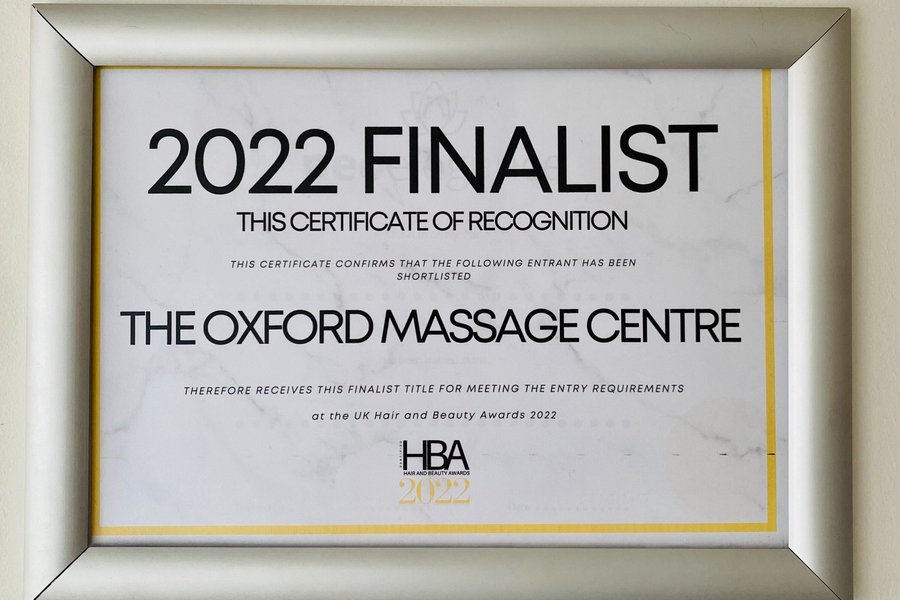 2022 FINALIST
THIS CERTIFICATE OF RECOGNITION
THIS CERTIFICATE CONFIRMS THAT THE FOLLOWING ENTRANT HAS BEEN
SHORTLISTED
THE OXFORD MASSAGE CENTRE
THEREFORE RECEIVES THIS FINALIST TITLE FOR MEETING THE ENTRY REQUIREMENTS
at the UK Hair and Beauty Awards 2022
HBA
HAIR AND BEAUTY AWARDS
2022